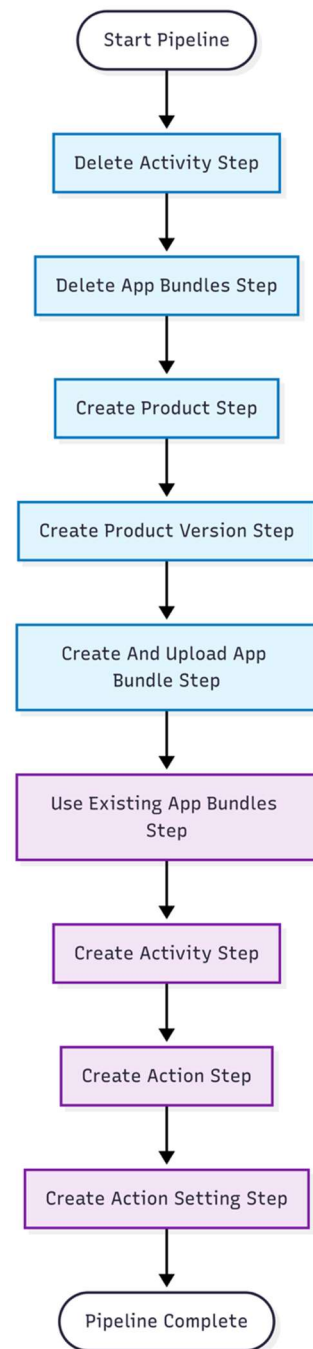 Start Pipeline
Delete Activity Step
Delete App Bundles Step
Create Product Step
Create Product Version Step
Create And Upload App
Bundle Step
Use Existing App Bundles
Step
Create Activity Step
Create Action Step
Create Action Setting Step
Pipeline Complete